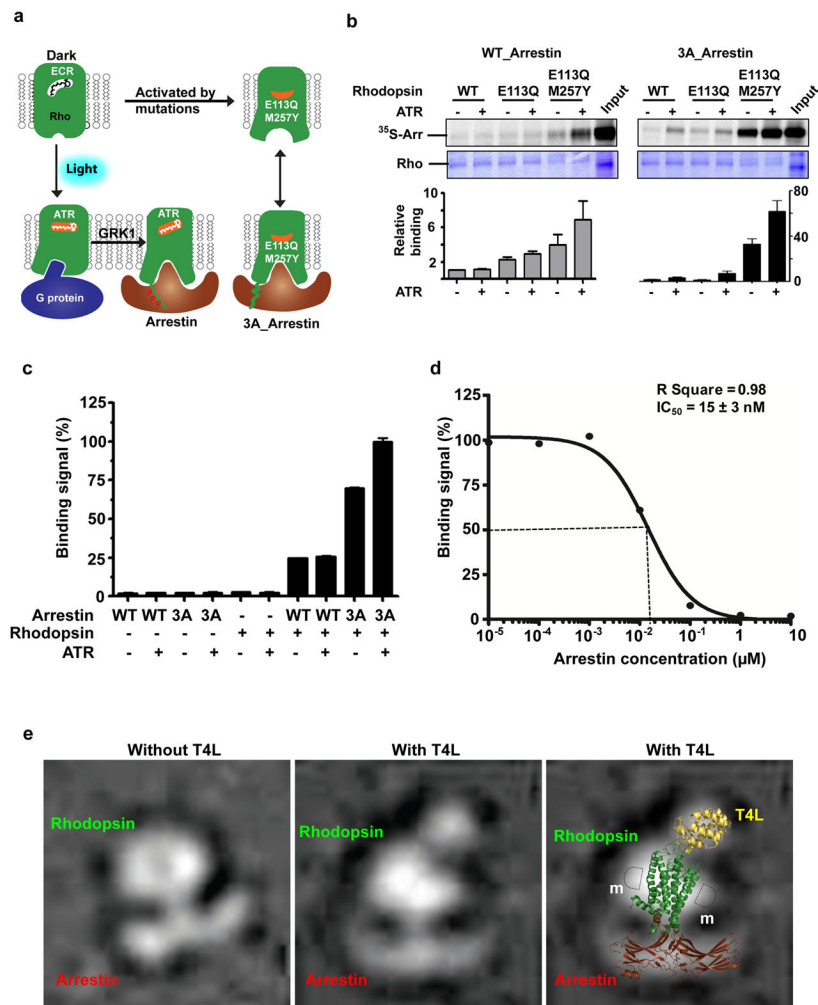 a
Dark
ECR
Rho
Activated by
mutations
E113Q
M257Y
Light
ATR
GRK1
ATR
E113Q
M257Y
G protein
Arrestin
3A_Arrestin
b
WT_Arrestin
3A_Arrestin
Rhodopsin
WT
E113Q
E113Q
M257Y
Input
WT
E113Q
E113Q
M257Y
Input
ATR
- + - + - +
- + - + - +
³⁵S-Arr
Rho
Relative
binding
10
6
2
80
40
0
ATR
- + - + - +
- + - + - +
c
Binding signal (%)
125
100
75
50
25
0
Arrestin WT WT 3A 3A - - WT WT 3A 3A
Rhodopsin - - - - + + + + + +
ATR - + - + - + - + - +
d
R Square = 0.98
IC₅₀ = 15 ± 3 nM
Binding signal (%)
125
100
75
50
25
0
10⁻⁵ 10⁻⁴ 10⁻³ 10⁻² 10⁻¹ 1 10
Arrestin concentration (µM)
e
Without T4L
With T4L
With T4L
Rhodopsin
Rhodopsin
Rhodopsin
T4L
m
m
Arrestin
Arrestin
Arrestin